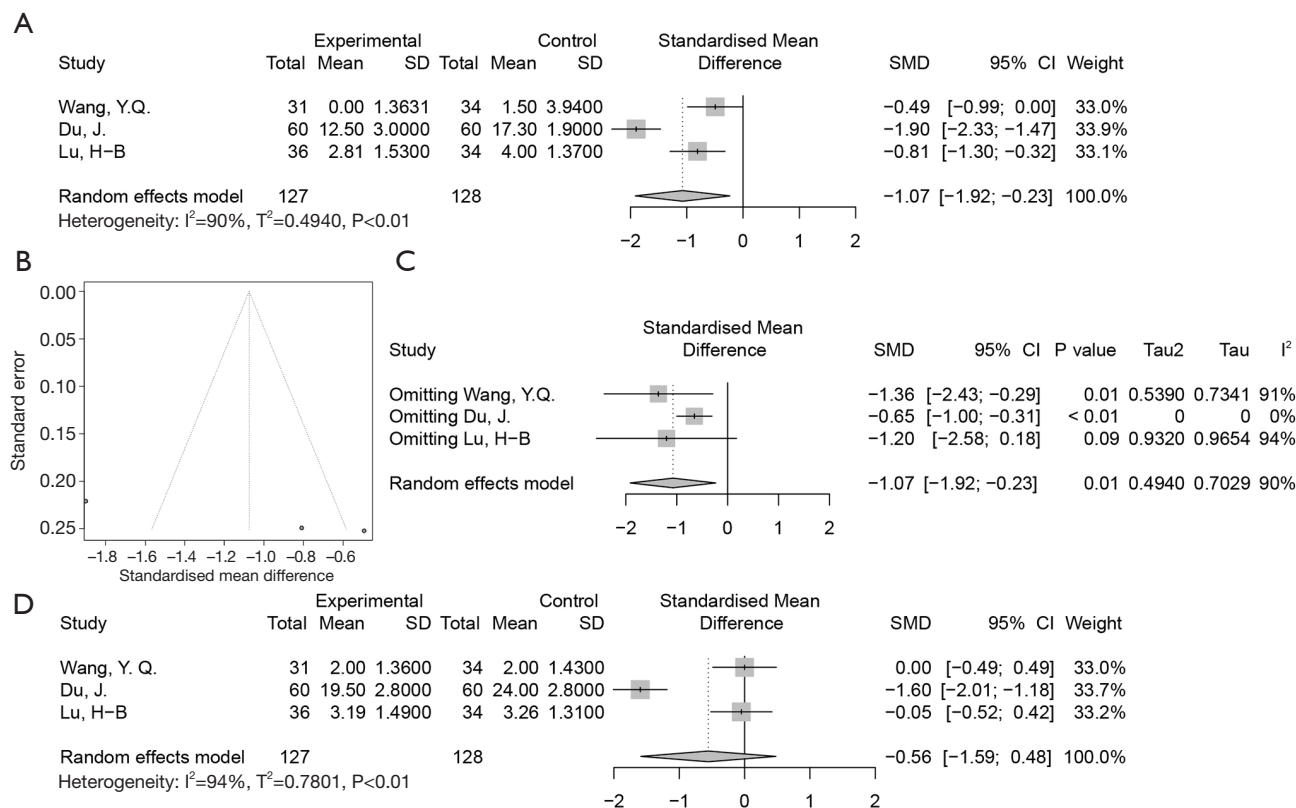 A
Experimental Control Standardised Mean
Study Total Mean SD Total Mean SD Difference SMD 95% CI Weight
Wang, Y.Q. 31 0.00 1.3631 34 1.50 3.9400 −0.49 [−0.99; 0.00] 33.0%
Du, J. 60 12.50 3.0000 60 17.30 1.9000 −1.90 [−2.33; −1.47] 33.9%
Lu, H−B 36 2.81 1.5300 34 4.00 1.3700 −0.81 [−1.30; −0.32] 33.1%
Random effects model 127 128 −1.07 [−1.92; −0.23] 100.0%
Heterogeneity: I²=90%, T²=0.4940, P<0.01
−2 −1 0 1 2
B
0.00
0.05
0.10
0.15
0.20
0.25
Standard error
−1.8 −1.6 −1.4 −1.2 −1.0 −0.8 −0.6
Standardised mean difference
C
Standardised Mean
Study Difference SMD 95% CI P value Tau2 Tau I²
Omitting Wang, Y.Q. −1.36 [−2.43; −0.29] 0.01 0.5390 0.7341 91%
Omitting Du, J. −0.65 [−1.00; −0.31] < 0.01 0 0 0%
Omitting Lu, H−B −1.20 [−2.58; 0.18] 0.09 0.9320 0.9654 94%
Random effects model −1.07 [−1.92; −0.23] 0.01 0.4940 0.7029 90%
−2 −1 0 1 2
D
Experimental Control Standardised Mean
Study Total Mean SD Total Mean SD Difference SMD 95% CI Weight
Wang, Y. Q. 31 2.00 1.3600 34 2.00 1.4300 0.00 [−0.49; 0.49] 33.0%
Du, J. 60 19.50 2.8000 60 24.00 2.8000 −1.60 [−2.01; −1.18] 33.7%
Lu, H−B 36 3.19 1.4900 34 3.26 1.3100 −0.05 [−0.52; 0.42] 33.2%
Random effects model 127 128 −0.56 [−1.59; 0.48] 100.0%
Heterogeneity: I²=94%, T²=0.7801, P<0.01
−2 −1 0 1 2